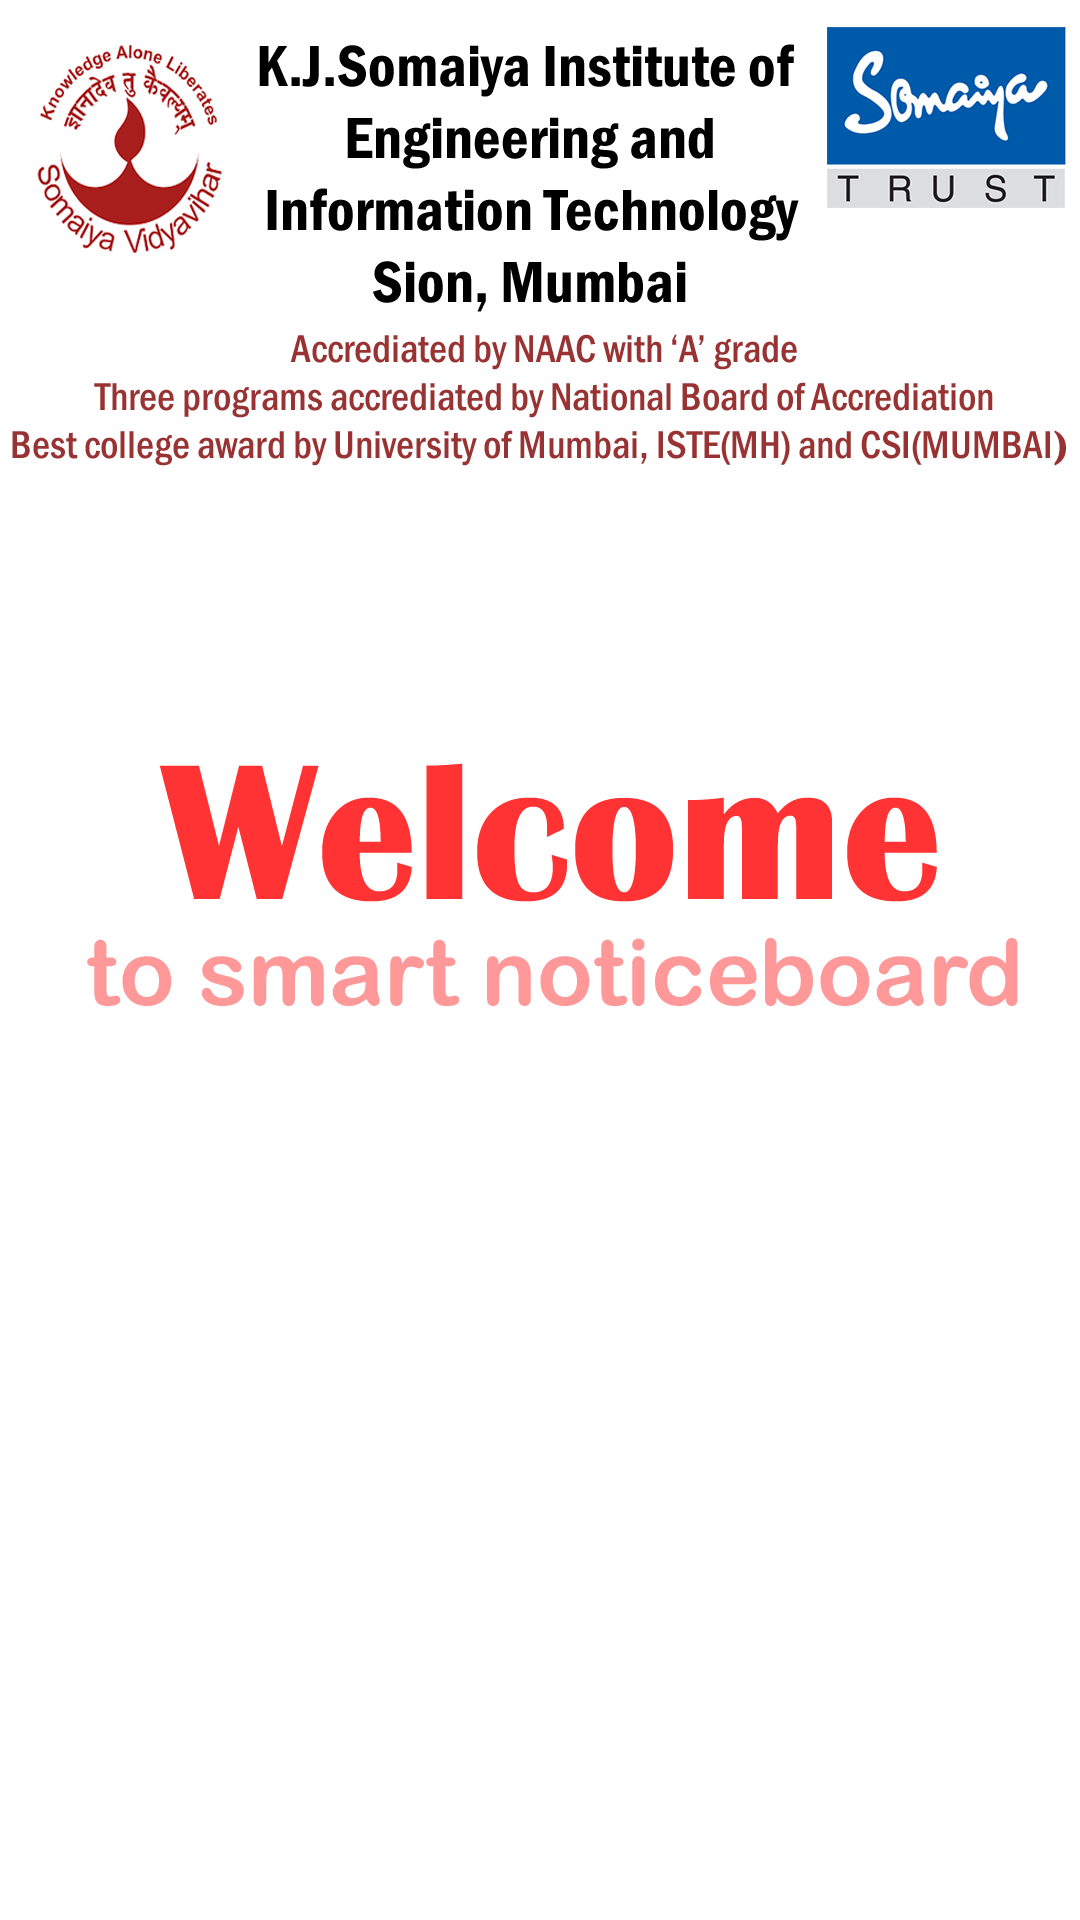 Knowledge Alone Liberates
ज्ञानादेव तु कैवल्यम्
Somaiya Vidyavihar
K.J.Somaiya Institute of
Engineering and
Information Technology
Sion, Mumbai
Somaiya
TRUST
Accrediated by NAAC with ‘A’ grade
Three programs accrediated by National Board of Accrediation
Best college award by University of Mumbai, ISTE(MH) and CSI(MUMBAI)
Welcome
to smart noticeboard